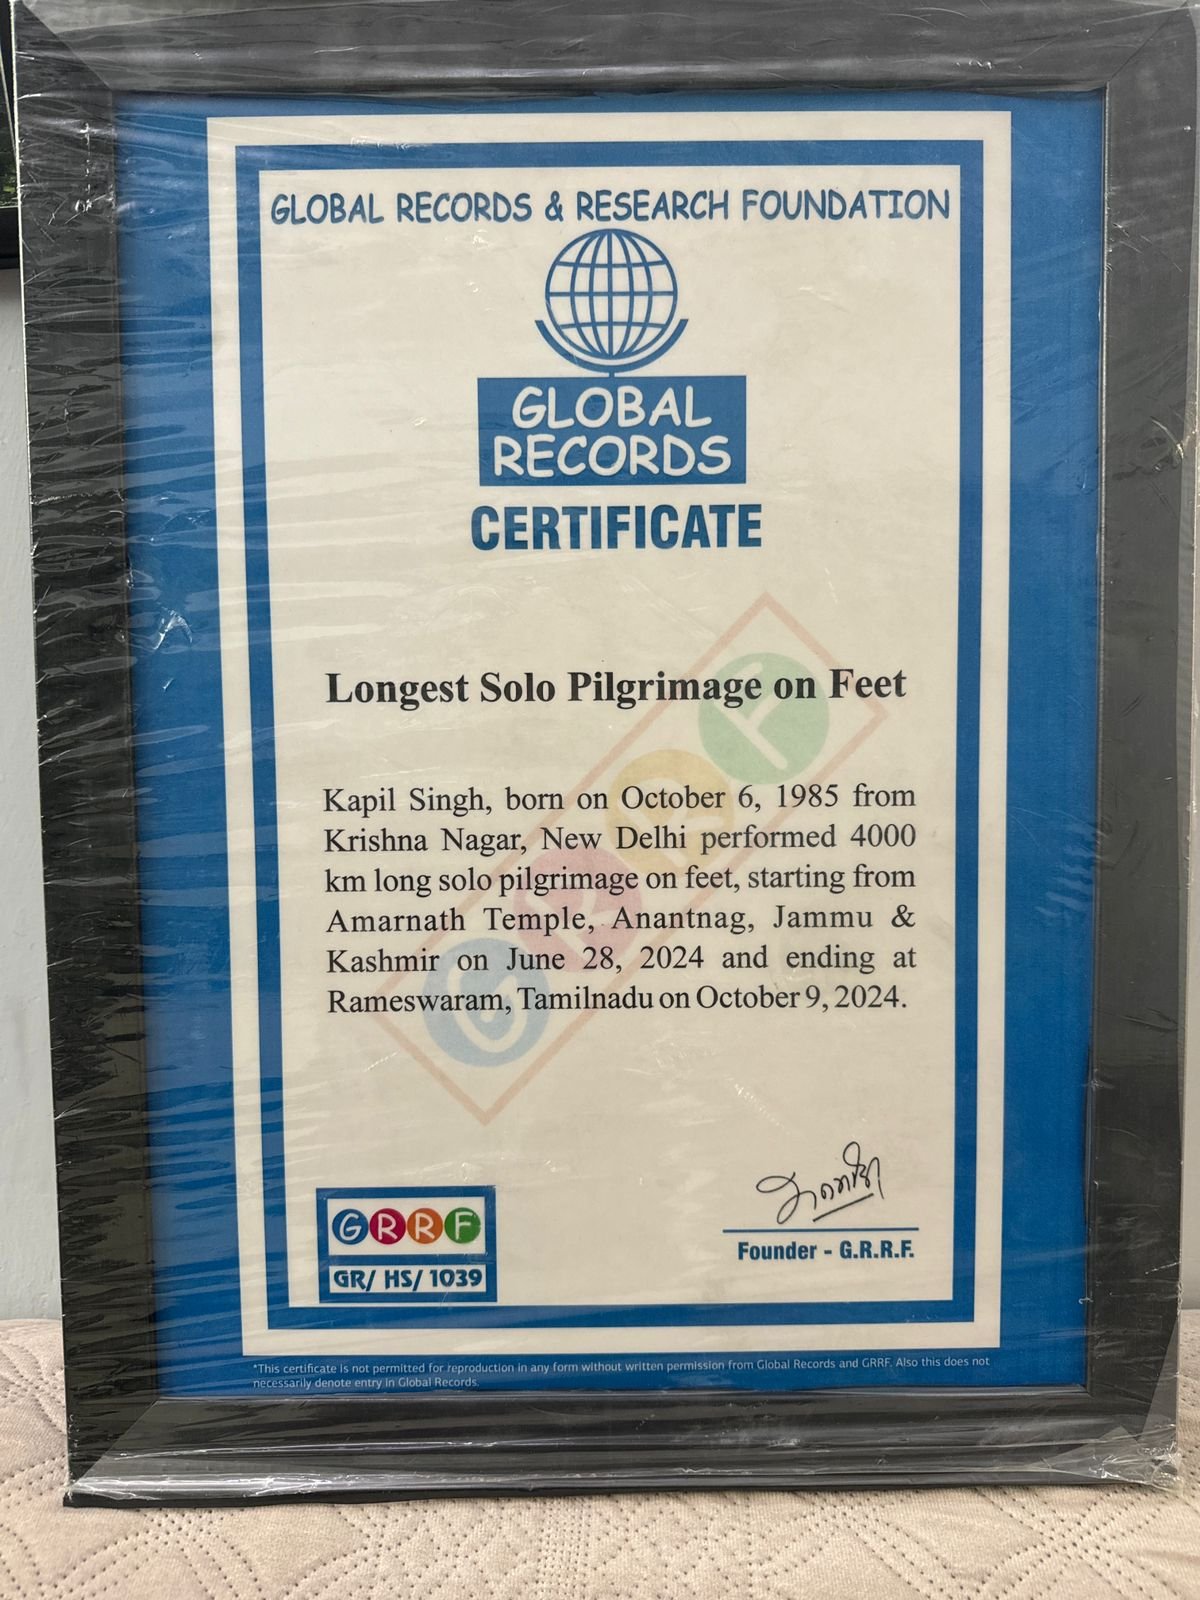 GLOBAL RECORDS & RESEARCH FOUNDATION
GLOBAL
RECORDS
CERTIFICATE
Longest Solo Pilgrimage on Feet
Kapil Singh, born on October 6, 1985 from
Krishna Nagar, New Delhi performed 4000
km long solo pilgrimage on feet, starting from
Amarnath Temple, Anantnag, Jammu &
Kashmir on June 28, 2024 and ending at
Rameswaram, Tamilnadu on October 9, 2024.
GRRF
GRRF
GR/ HS/ 1039
Founder - G.R.R.F.
*This certificate is not permitted for reproduction in any form without written permission from Global Records and GRRF. Also this does not
necessarily denote entry in Global Records.